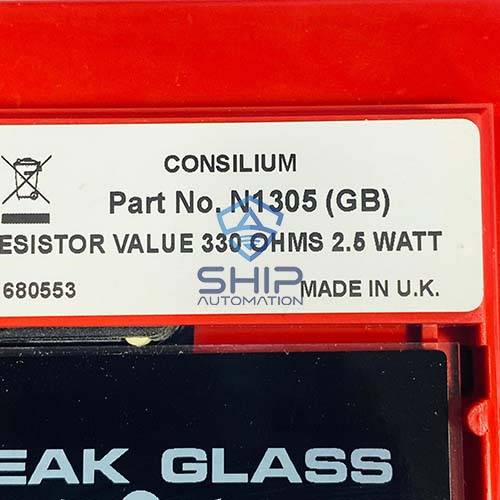 CONSILIUM
Part No. N1305 (GB)
ESISTOR VALUE 330 OHMS 2.5 WATT
680553
MADE IN U.K.
SHIP
AUTOMATION
EAK GLASS